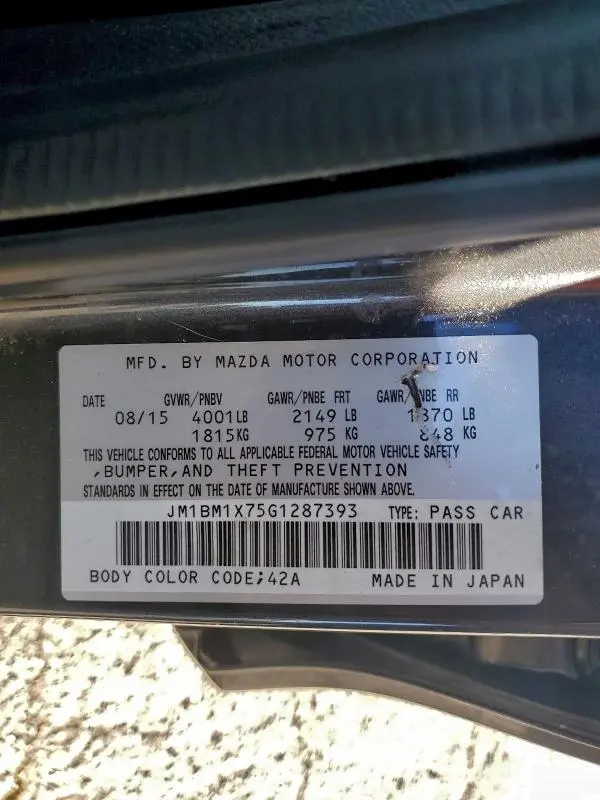 MFD. BY MAZDA MOTOR CORPORATION
DATE GVWR/PNBV GAWR/PNBE FRT GAWR/PNBE RR
08/15 4001LB 2149 LB 1870 LB
1815KG 975 KG 848 KG
THIS VEHICLE CONFORMS TO ALL APPLICABLE FEDERAL MOTOR VEHICLE SAFETY
,BUMPER,AND THEFT PREVENTION
STANDARDS IN EFFECT ON THE DATE OF MANUFACTURE SHOWN ABOVE.
JM1BM1X75G1287393 TYPE: PASS CAR
BODY COLOR CODE;42A MADE IN JAPAN